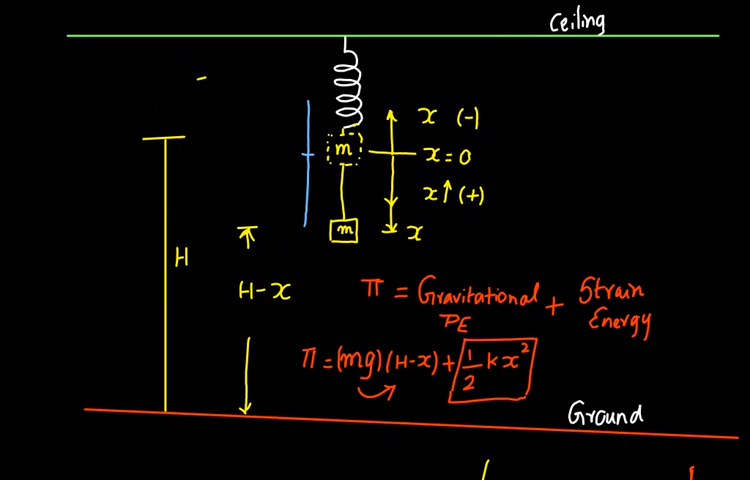 Ceiling
x (-)
m
x=0
x↑ (+)
H
m
x
H-x
π = Gravitational PE + Strain Energy
π = (mg)(H-x) + 1/2 kx²
Ground